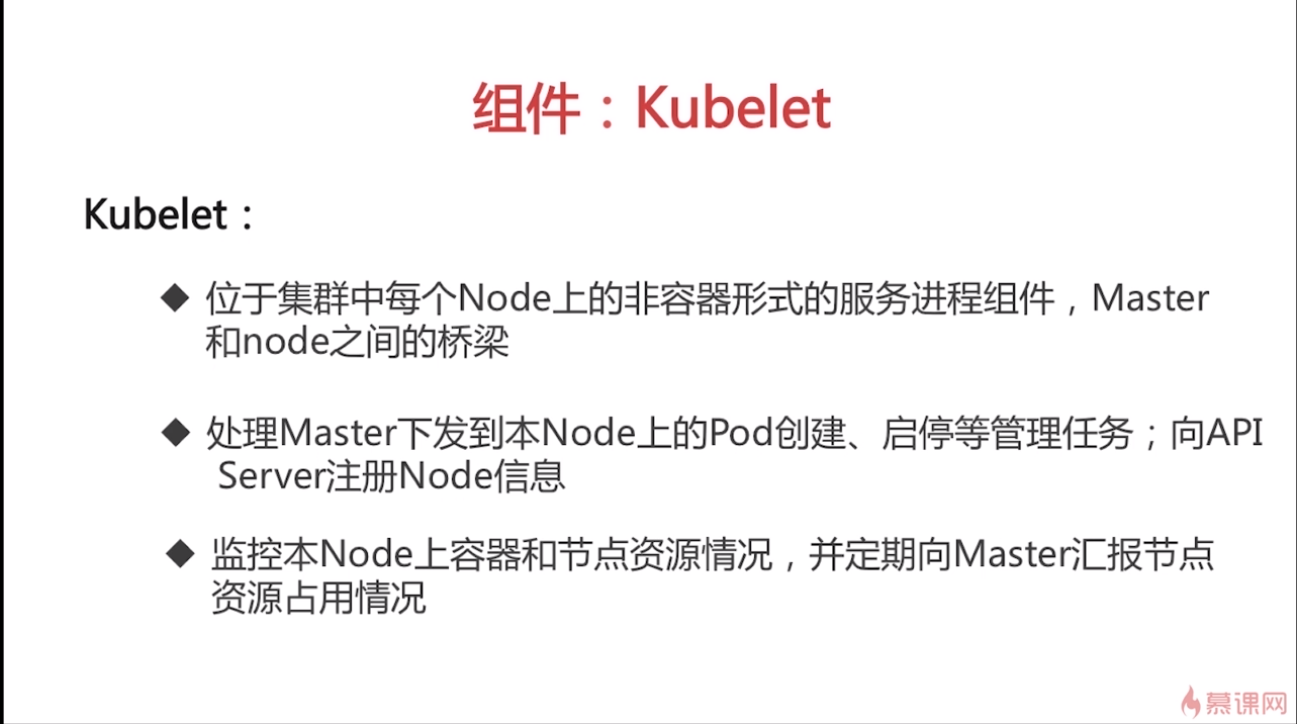 组件：Kubelet
Kubelet：
◆ 位于集群中每个Node上的非容器形式的服务进程组件，Master
和node之间的桥梁
◆ 处理Master下发到本Node上的Pod创建、启停等管理任务；向API
Server注册Node信息
◆ 监控本Node上容器和节点资源情况，并定期向Master汇报节点
资源占用情况
慕课网